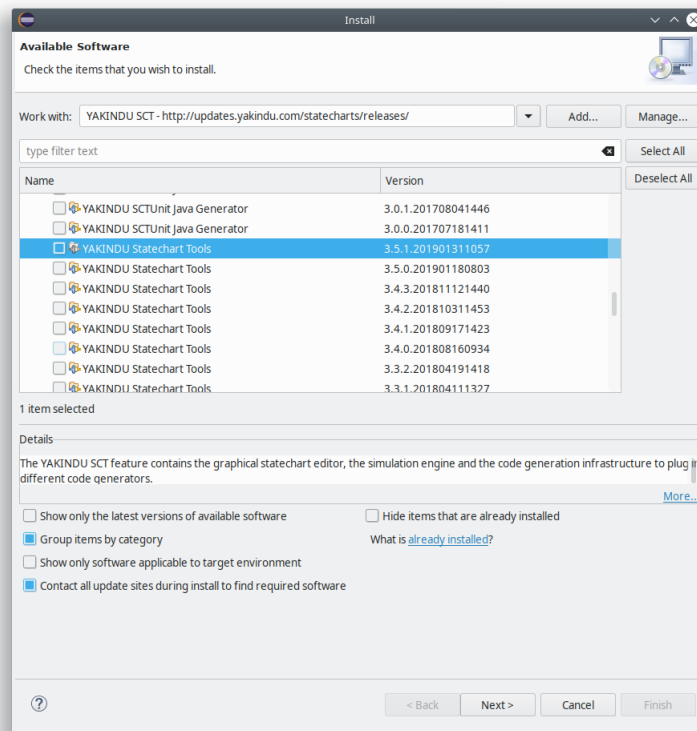 Install
Available Software
Check the items that you wish to install.
Work with: YAKINDU SCT - http://updates.yakindu.com/statecharts/releases/ Add... Manage...
type filter text Select All
Name Version Deselect All
YAKINDU SCTUnit Java Generator 3.0.1.201708041446
YAKINDU SCTUnit Java Generator 3.0.0.201707181411
YAKINDU Statechart Tools 3.5.1.201901311057
YAKINDU Statechart Tools 3.5.0.201901180803
YAKINDU Statechart Tools 3.4.3.201811121440
YAKINDU Statechart Tools 3.4.2.201810311453
YAKINDU Statechart Tools 3.4.1.201809171423
YAKINDU Statechart Tools 3.4.0.201808160934
YAKINDU Statechart Tools 3.3.2.201804191418
YAKINDU Statechart Tools 3.3.1.201804111327
1 item selected
Details
The YAKINDU SCT feature contains the graphical statechart editor, the simulation engine and the code generation infrastructure to plug in
different code generators.
More...
Show only the latest versions of available software Hide items that are already installed
Group items by category What is already installed?
Show only software applicable to target environment
Contact all update sites during install to find required software
? < Back Next > Cancel Finish